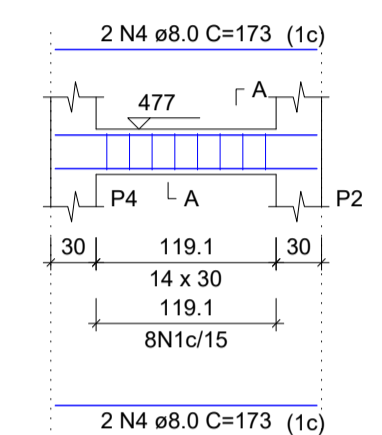 2 N4 ø8.0 C=173 (1c)
A
477
P4 A P2
30 119.1 30
14 x 30
119.1
8N1c/15
2 N4 ø8.0 C=173 (1c)